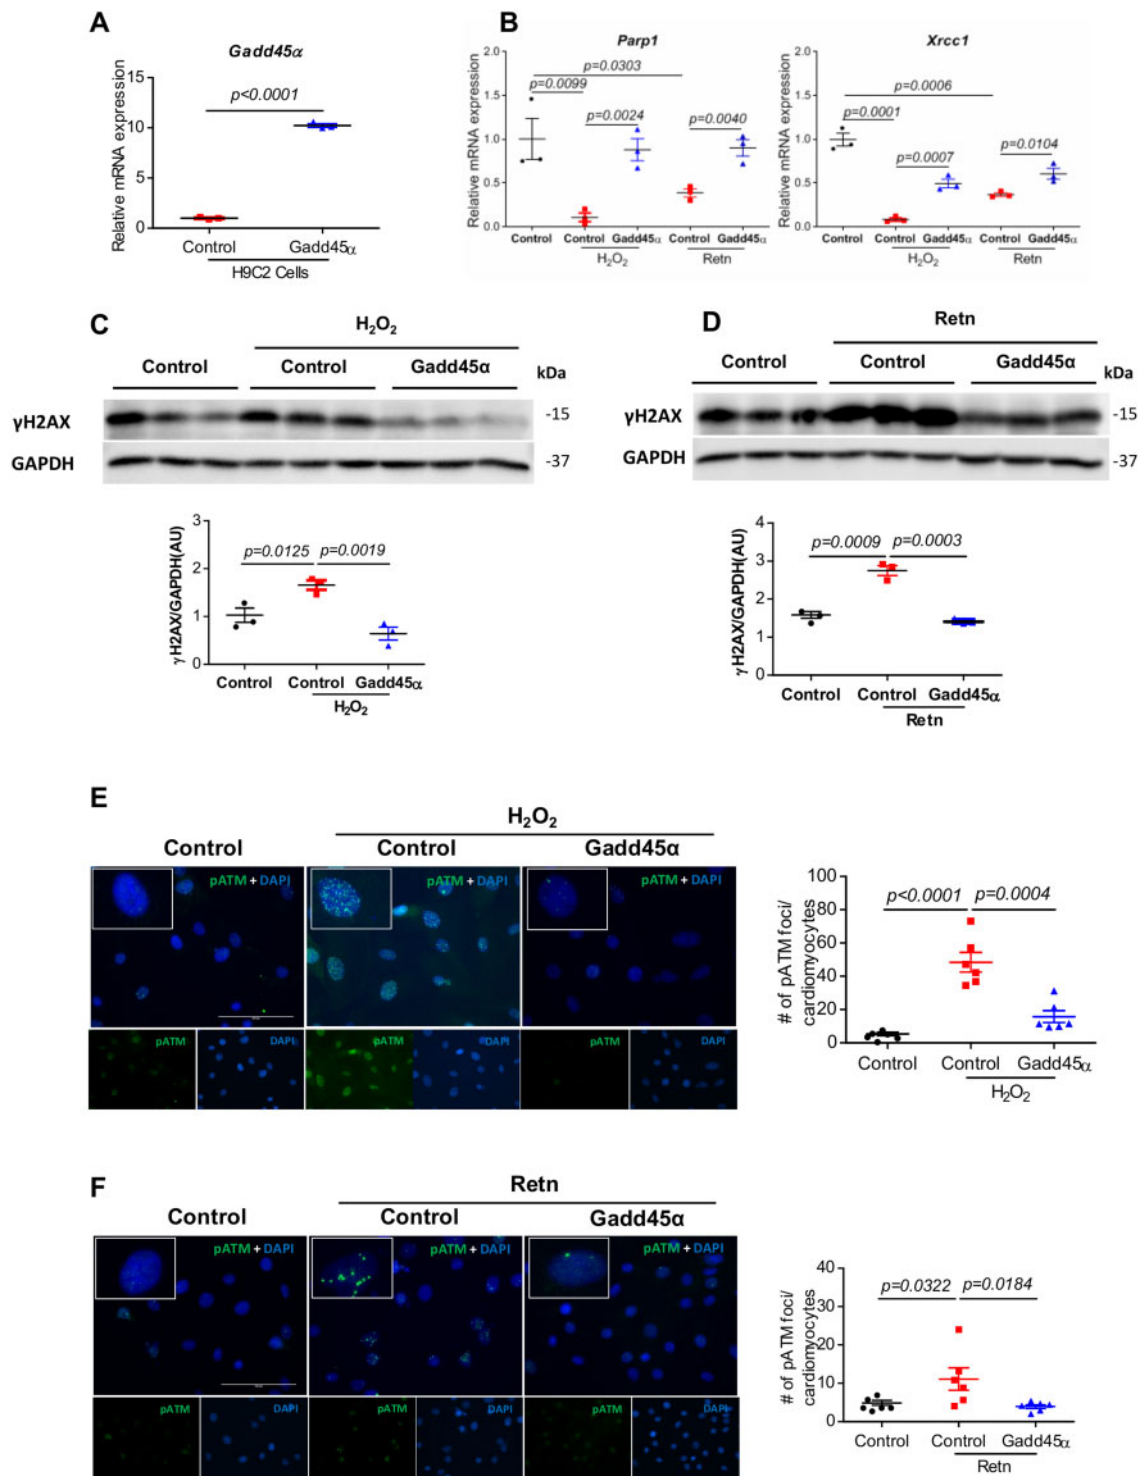 A
Gadd45α
Relative mRNA expression
15
10
5
0
p<0.0001
Control
Gadd45α
H9C2 Cells
B
Parp1
Relative mRNA expression
2.0
1.5
1.0
0.5
0.0
p=0.0303
p=0.0099
p=0.0024
p=0.0040
Control
Control
Gadd45α
Control
Gadd45α
H₂O₂
Retn
Xrcc1
Relative mRNA expression
2.0
1.5
1.0
0.5
0.0
p=0.0006
p=0.0001
p=0.0007
p=0.0104
Control
Control
Gadd45α
Control
Gadd45α
H₂O₂
Retn
C
H₂O₂
Control
Control
Gadd45α
kDa
γH2AX
-15
GAPDH
-37
γH2AX/GAPDH(AU)
3
2
1
0
p=0.0125
p=0.0019
Control
Control
Gadd45α
H₂O₂
D
Retn
Control
Control
Gadd45α
kDa
γH2AX
-15
GAPDH
-37
γH2AX/GAPDH(AU)
4
3
2
1
0
p=0.0009
p=0.0003
Control
Control
Gadd45α
Retn
E
H₂O₂
Control
Control
Gadd45α
pATM + DAPI
pATM + DAPI
pATM + DAPI
pATM
DAPI
pATM
DAPI
pATM
DAPI
# of pATM foci/
cardiomyocytes
100
80
60
40
20
0
p<0.0001
p=0.0004
Control
Control
Gadd45α
H₂O₂
F
Retn
Control
Control
Gadd45α
pATM + DAPI
pATM + DAPI
pATM + DAPI
pATM
DAPI
pATM
DAPI
pATM
DAPI
# of pATM foci/
cardiomyocytes
40
30
20
10
0
p=0.0322
p=0.0184
Control
Control
Gadd45α
Retn